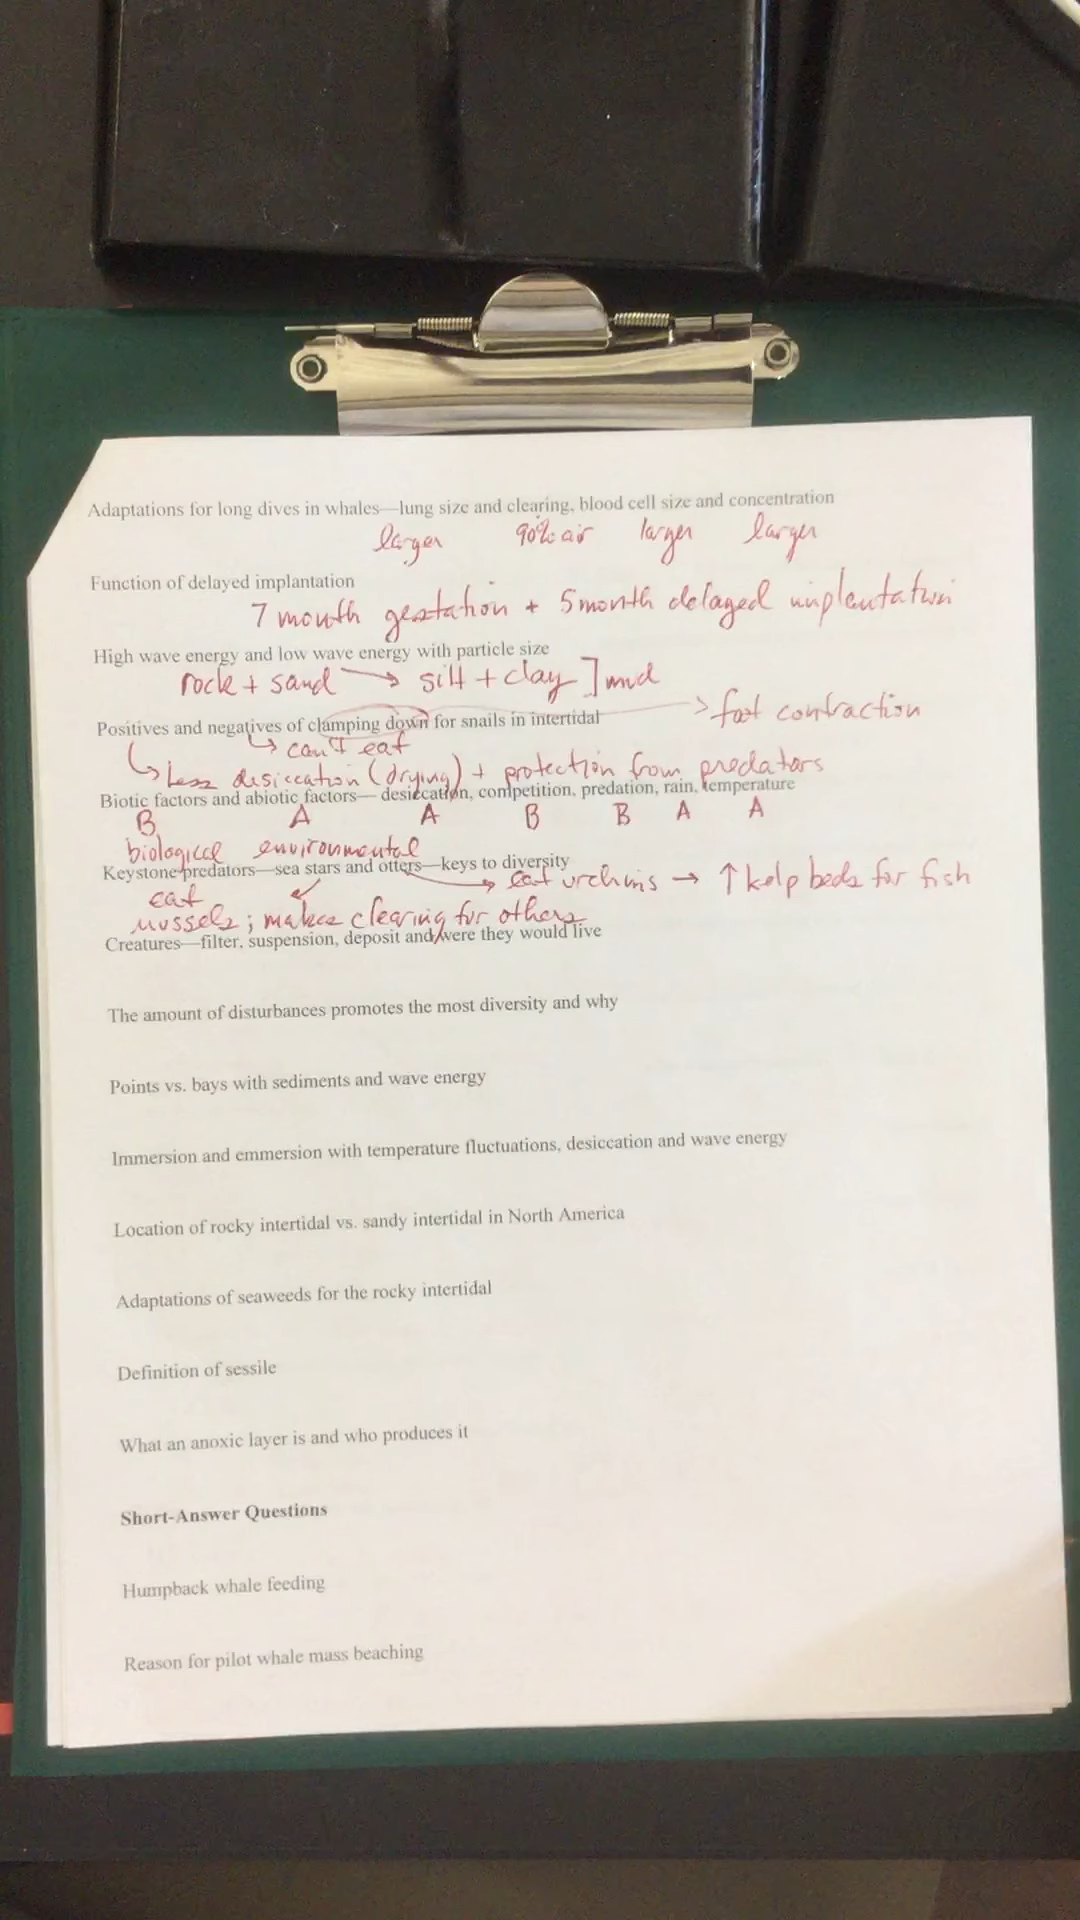 Adaptations for long dives in whales—lung size and clearing, blood cell size and concentration
larger 90% air larger larger
Function of delayed implantation
7 month gestation + 5 month delayed implantation
High wave energy and low wave energy with particle size
rock + sand → silt + clay ] mud
Positives and negatives of clamping down for snails in intertidal → foot contraction
↳ can't eat
↳ Less desiccation (drying) + protection from predators
Biotic factors and abiotic factors— desiccation, competition, predation, rain, temperature
B A A B B A A
biological environmental
Keystone predators—sea stars and otters—keys to diversity
→ eat urchins → ↑ kelp beds for fish
eat
mussels; makes clearing for others
Creatures—filter, suspension, deposit and were they would live
The amount of disturbances promotes the most diversity and why
Points vs. bays with sediments and wave energy
Immersion and emmersion with temperature fluctuations, desiccation and wave energy
Location of rocky intertidal vs. sandy intertidal in North America
Adaptations of seaweeds for the rocky intertidal
Definition of sessile
What an anoxic layer is and who produces it
Short-Answer Questions
Humpback whale feeding
Reason for pilot whale mass beaching